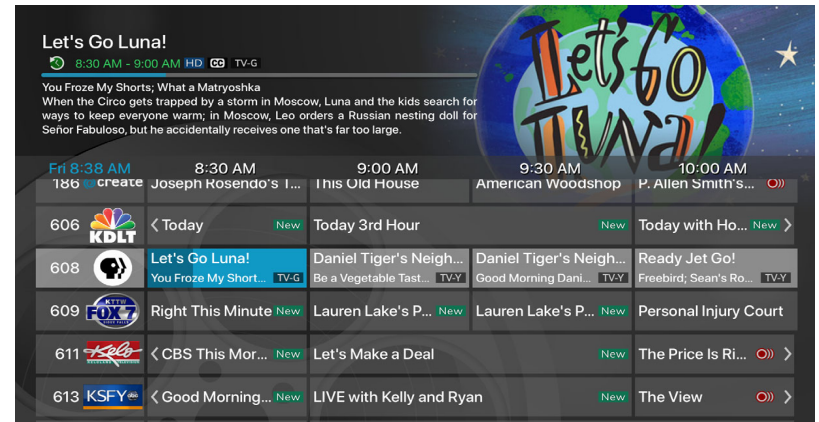 Let's Go Luna!
8:30 AM - 9:00 AM HD CC TV-G
You Froze My Shorts; What a Matryoshka
When the Circo gets trapped by a storm in Moscow, Luna and the kids search for
ways to keep everyone warm; in Moscow, Leo orders a Russian nesting doll for
Señor Fabuloso, but he accidentally receives one that's far too large.
Let's GO LUNA!
Fri 8:38 AM 8:30 AM 9:00 AM 9:30 AM 10:00 AM
186 create Joseph Rosendo's T... This Old House American Woodshop P. Allen Smith's...
606 KDLT Today New Today 3rd Hour New Today with Ho... New
608 Let's Go Luna! Daniel Tiger's Neigh... Daniel Tiger's Neigh... Ready Jet Go!
You Froze My Short... TV-G Be a Vegetable Tast... TV-Y Good Morning Dani... TV-Y Freebird; Sean's Ro... TV-Y
609 KTTW FOX 7 Right This Minute New Lauren Lake's P... New Lauren Lake's P... New Personal Injury Court
611 Kelo CBS This Mor... New Let's Make a Deal New The Price Is Ri...
613 KSFY abc Good Morning... New LIVE with Kelly and Ryan New The View